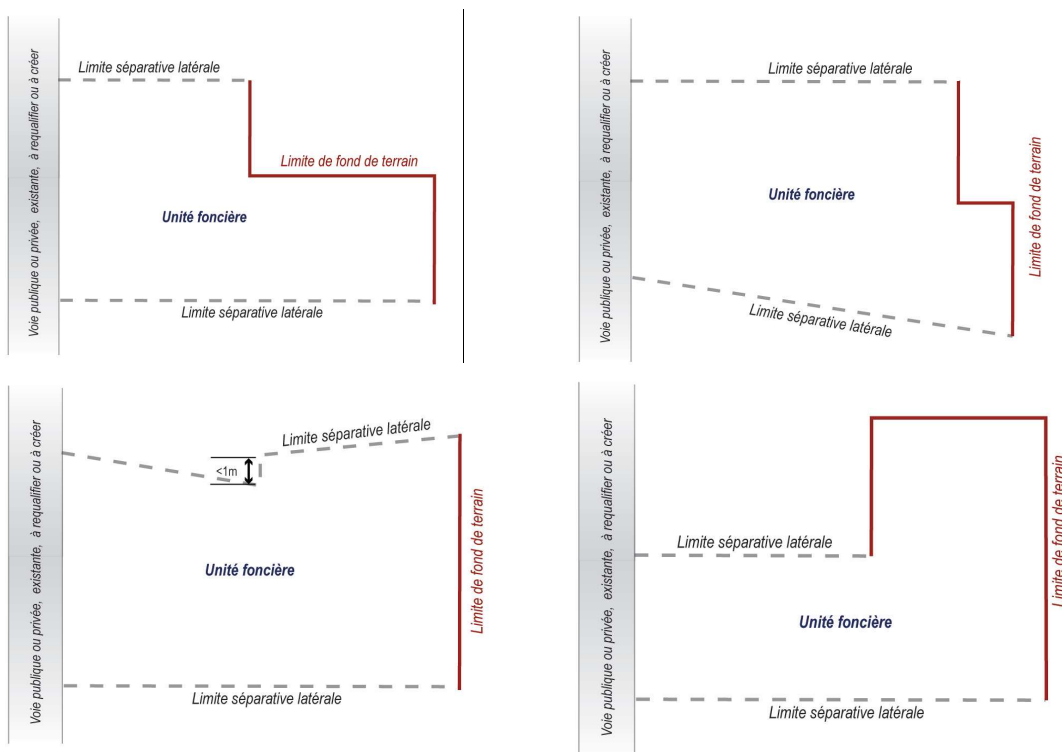 Voie publique ou privée, existante, à requalifier ou à créer
Limite séparative latérale
Limite de fond de terrain
Unité foncière
Limite séparative latérale
Voie publique ou privée, existante, à requalifier ou à créer
Limite séparative latérale
Unité foncière
Limite de fond de terrain
Limite séparative latérale
Voie publique ou privée, existante, à requalifier ou à créer
Limite séparative latérale
<1m
Unité foncière
Limite de fond de terrain
Limite séparative latérale
Voie publique ou privée, existante, à requalifier ou à créer
Limite séparative latérale
Unité foncière
Limite de fond de terrain
Limite séparative latérale